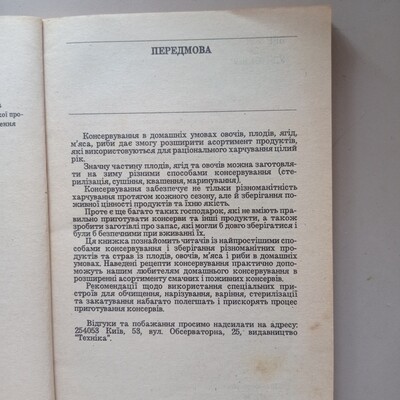 ПЕРЕДМОВА
Консервування в домашніх умовах овочів, плодів, ягід,
м'яса, риби дає змогу розширити асортимент продуктів,
які використовуються для раціонального харчування цілий
рік.
Значну частину плодів, ягід та овочів можна заготовля-
ти на зиму різними способами консервування (сте-
рилізація, сушіння, квашення, маринування).
Консервування забезпечує не тільки різноманітність
харчування протягом кожного сезону, але й зберігання по-
живної цінності продуктів та їхню якість.
Проте є ще багато таких господарок, які не вміють пра-
вильно приготувати консерви та інші продукти, а також
зробити заготівлі про запас, які могли б довго зберігатися і
були б безпечними при вживанні їх.
Ця книжка познайомить читачів із найпростішими спо-
собами консервування і зберігання різноманітних про-
дуктів та страв із плодів, овочів, м'яса і риби в домашніх
умовах. Наведені рецепти консервування практично допо-
можуть нашим любителям домашнього консервування в
розширенні асортименту смачних і поживних консервів.
Рекомендації щодо використання спеціальних при-
строїв для обчищення, нарізування, варіння, стерилізації
та закатування набагато полегшать і прискорять процес
приготування консервів.
Відгуки та побажання просимо надсилати на адресу:
254053 Київ, 53, вул. Обсерваторна, 25, видавництво
"Техніка".